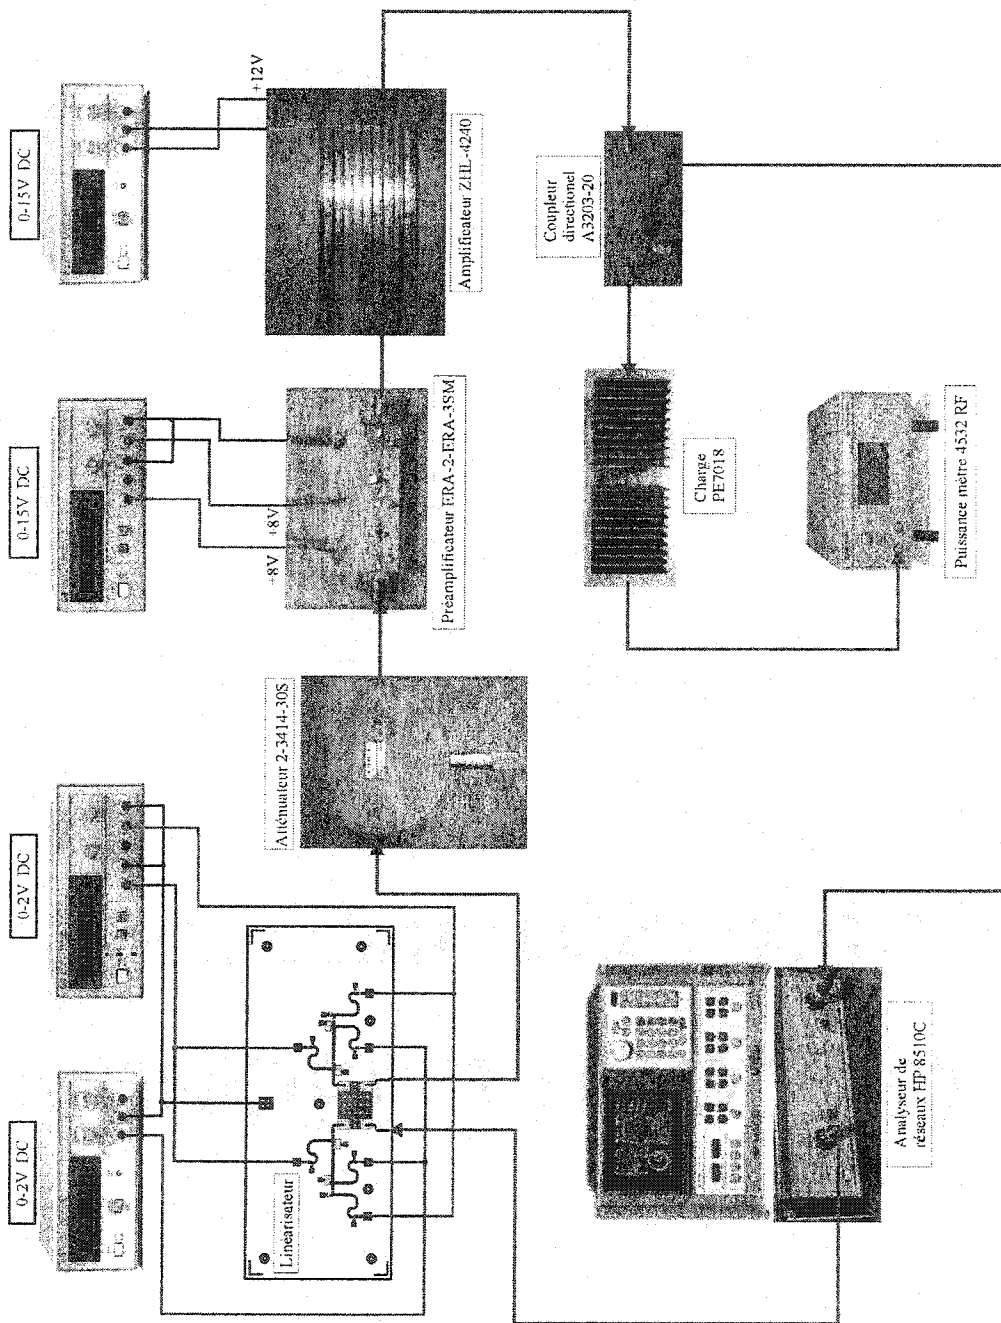 0-2V DC
0-2V DC
0-15V DC
0-15V DC
Linéarisateur
Atténuateur 2-3414-30S
+8V
+8V
Préamplificateur ERA-2-ERA-3SM
+12V
Amplificateur ZHL-4240
Analyseur de
réseaux HP 8510C
Puissance mètre 4532 RF
Charge
PE7018
Coupleur
directionel
A3203-20